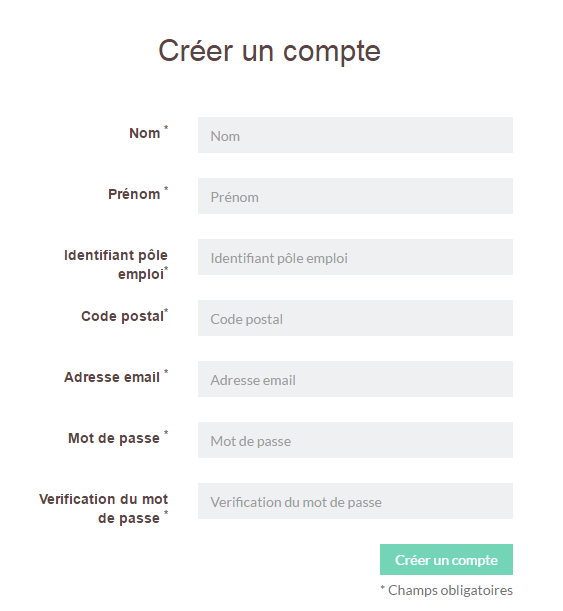 Créer un compte
Nom *
Nom
Prénom *
Prénom
Identifiant pôle
emploi*
Identifiant pôle emploi
Code postal*
Code postal
Adresse email *
Adresse email
Mot de passe *
Mot de passe
Verification du mot
de passe *
Verification du mot de passe
Créer un compte
* Champs obligatoires